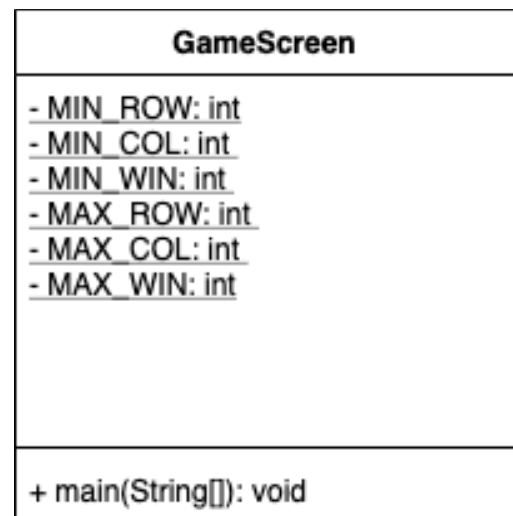 GameScreen
- MIN_ROW: int
- MIN_COL: int
- MIN_WIN: int
- MAX_ROW: int
- MAX_COL: int
- MAX_WIN: int
+ main(String[]): void